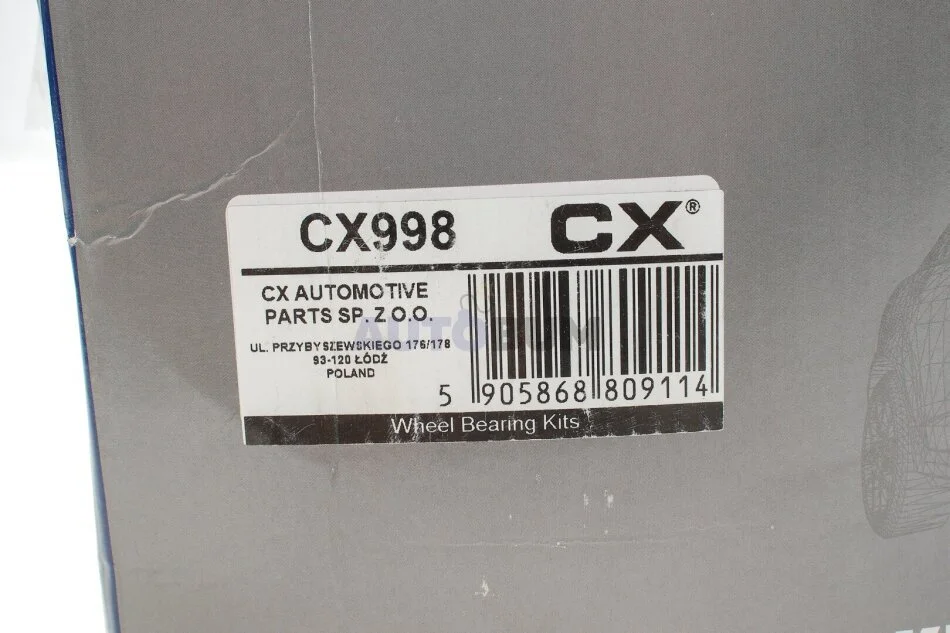 CX998
CX®
CX AUTOMOTIVE
PARTS SP. Z O.O.
UL. PRZYBYSZEWSKIEGO 176/178
93-120 ŁÓDŹ
POLAND
AUTOBUM
5 905868 809114
Wheel Bearing Kits